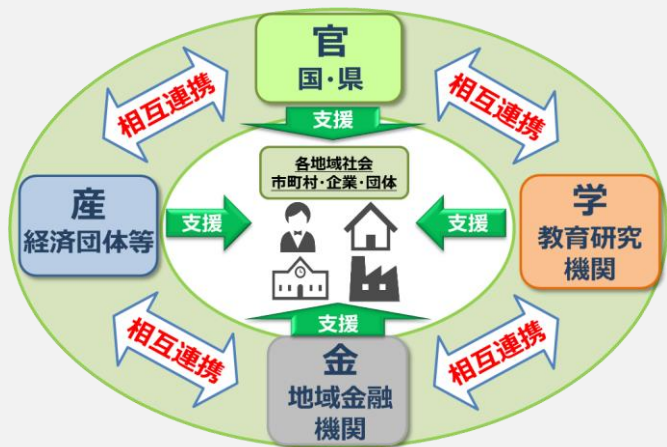 官
国・県
相互連携
相互連携
支援
各地域社会
市町村・企業・団体
産
経済団体等
支援
支援
学
教育研究
機関
支援
相互連携
相互連携
金
地域金融
機関